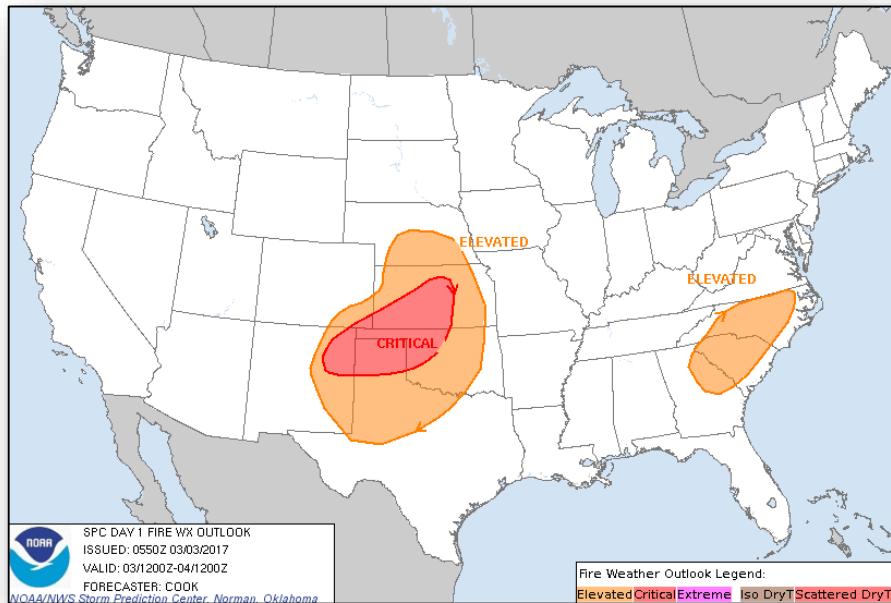 ELEVATED
ELEVATED
CRITICAL
SPC DAY 1 FIRE WX OUTLOOK
ISSUED: 0550Z 03/03/2017
VALID: 03/1200Z-04/1200Z
FORECASTER: COOK
NOAA
NOAA/NWS Storm Prediction Center, Norman, Oklahoma
Fire Weather Outlook Legend:
Elevated Critical Extreme Iso DryT Scattered DryT